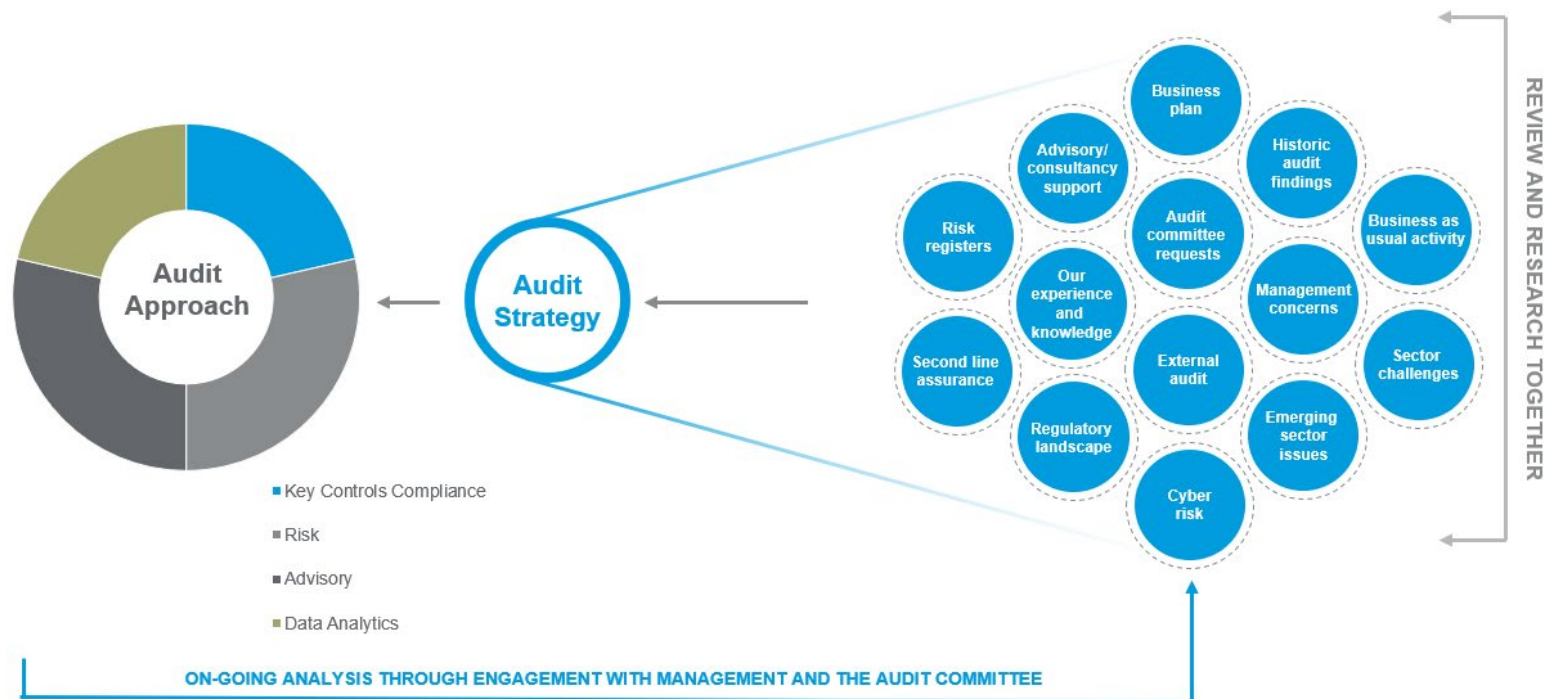 Audit
Approach
Key Controls Compliance
Risk
Advisory
Data Analytics
Audit
Strategy
Business
plan
Advisory/
consultancy
support
Historic
audit
findings
Risk
registers
Audit
committee
requests
Business as
usual activity
Our
experience
and
knowledge
Management
concerns
Second line
assurance
External
audit
Sector
challenges
Regulatory
landscape
Emerging
sector
issues
Cyber
risk
REVIEW AND RESEARCH TOGETHER
ON-GOING ANALYSIS THROUGH ENGAGEMENT WITH MANAGEMENT AND THE AUDIT COMMITTEE